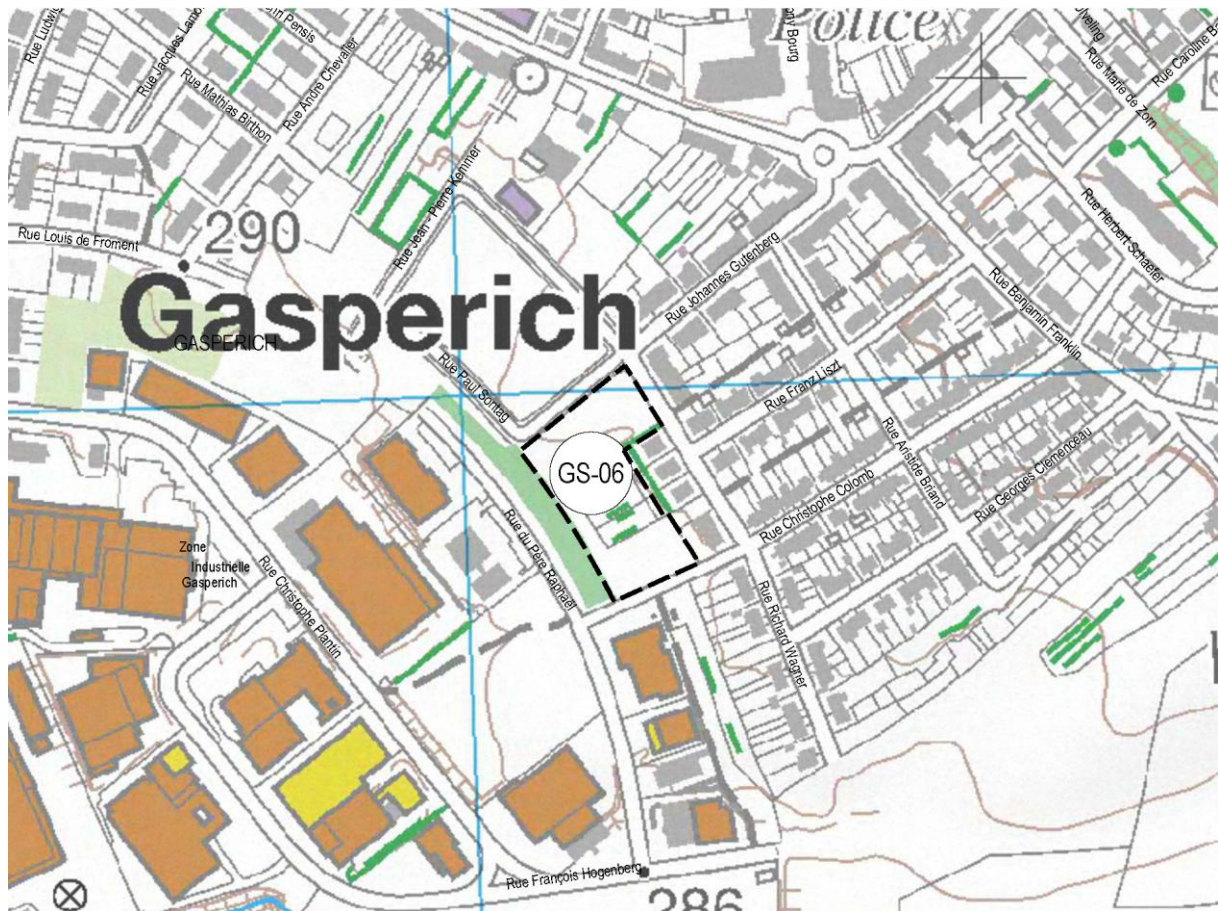 Police
Rue Ludwig
Rue Jacques Lamb
Pensis
Rue Mathias Birthon
Rue André Chevalier
ny Bourg
Rue Marie de Zorn
Rue Caroline Ba
Rue Jean - Pierre Kemmer
Rue Louis de Froment
290
Rue Herbert Schaefer
Rue Johannes Gutenberg
Rue Benjamin Franklin
Gasperich
GASPERICH
Rue Paul Sontag
Rue Franz Liszt
GS-06
Rue Aristide Briand
Rue Georges Clemenceau
Rue Christophe Colomb
Zone
Industrielle
Gasperich
Rue du Père Raphaël
Rue Christophe Plantin
Rue Richard Wagner
Rue François Hogenberg
286